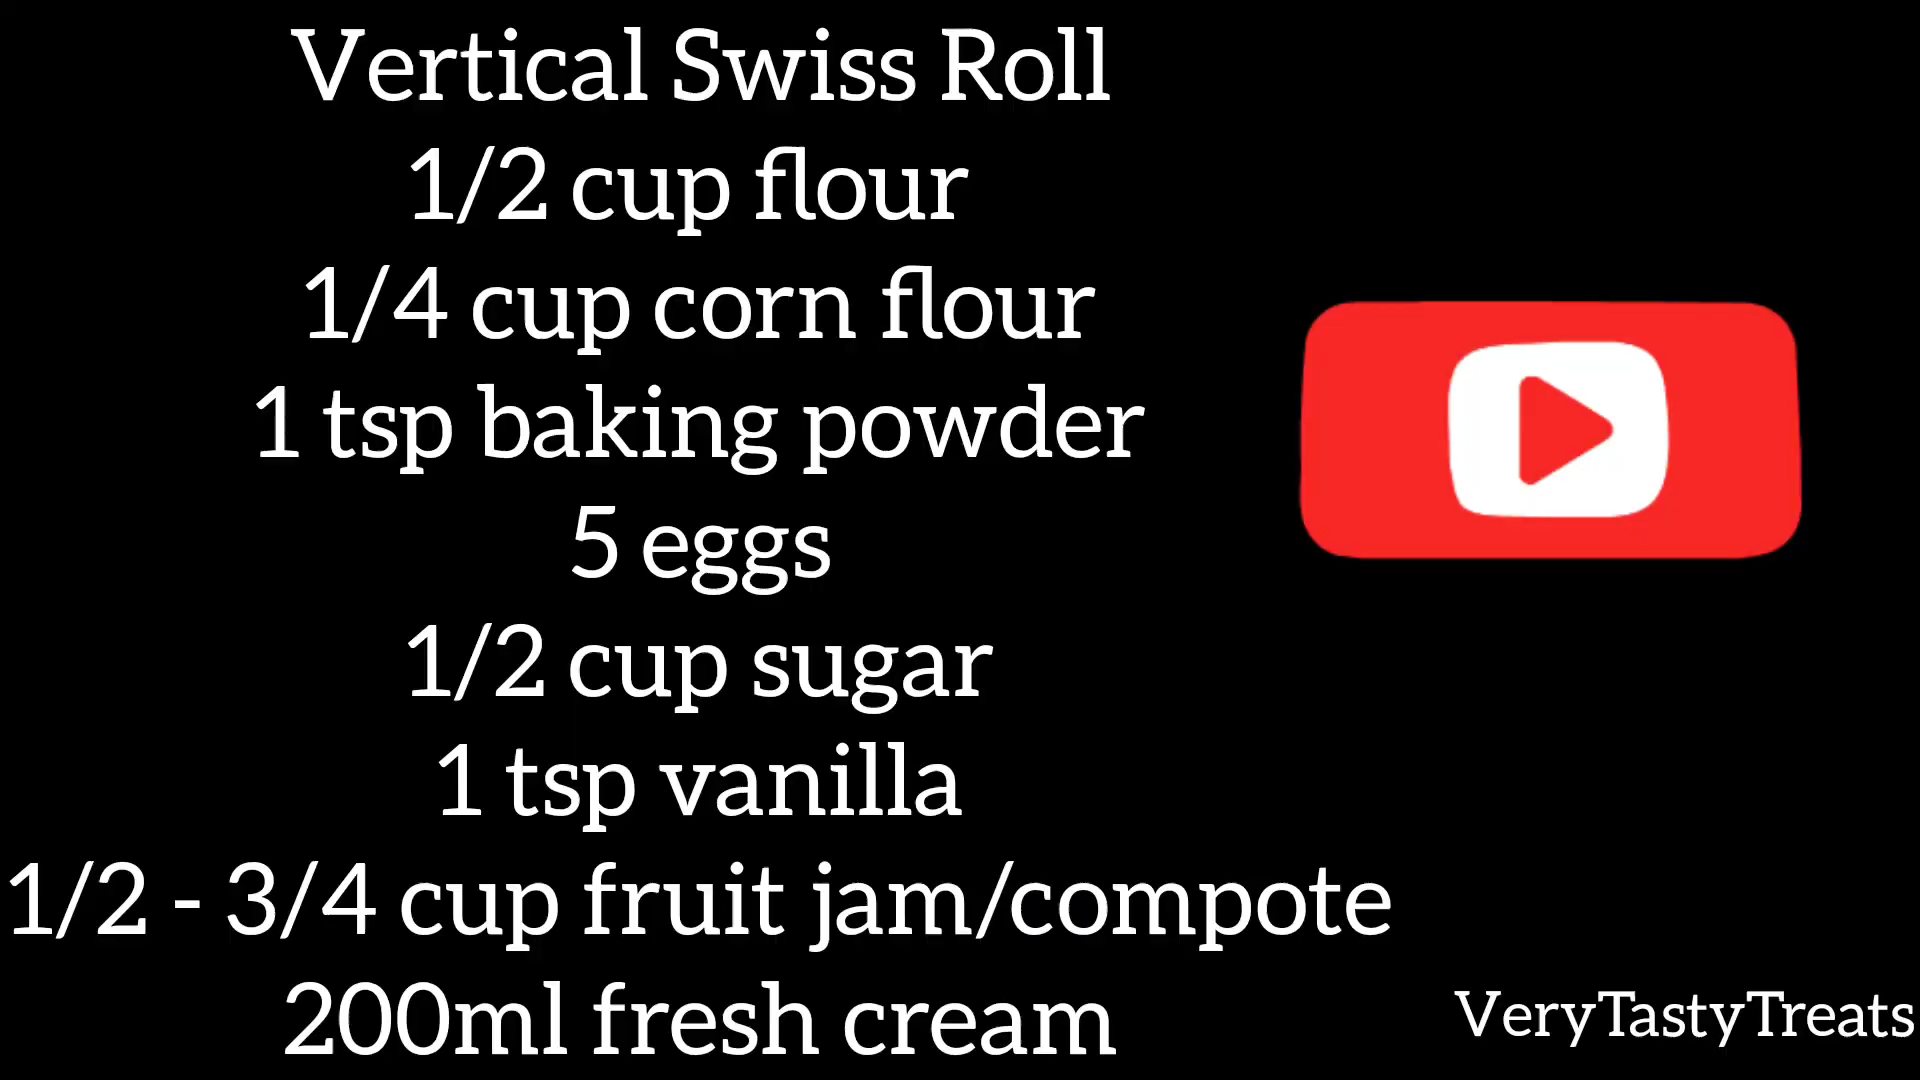 Vertical Swiss Roll
1/2 cup flour
1/4 cup corn flour
1 tsp baking powder
5 eggs
1/2 cup sugar
1 tsp vanilla
1/2 - 3/4 cup fruit jam/compote
200ml fresh cream
VeryTastyTreats